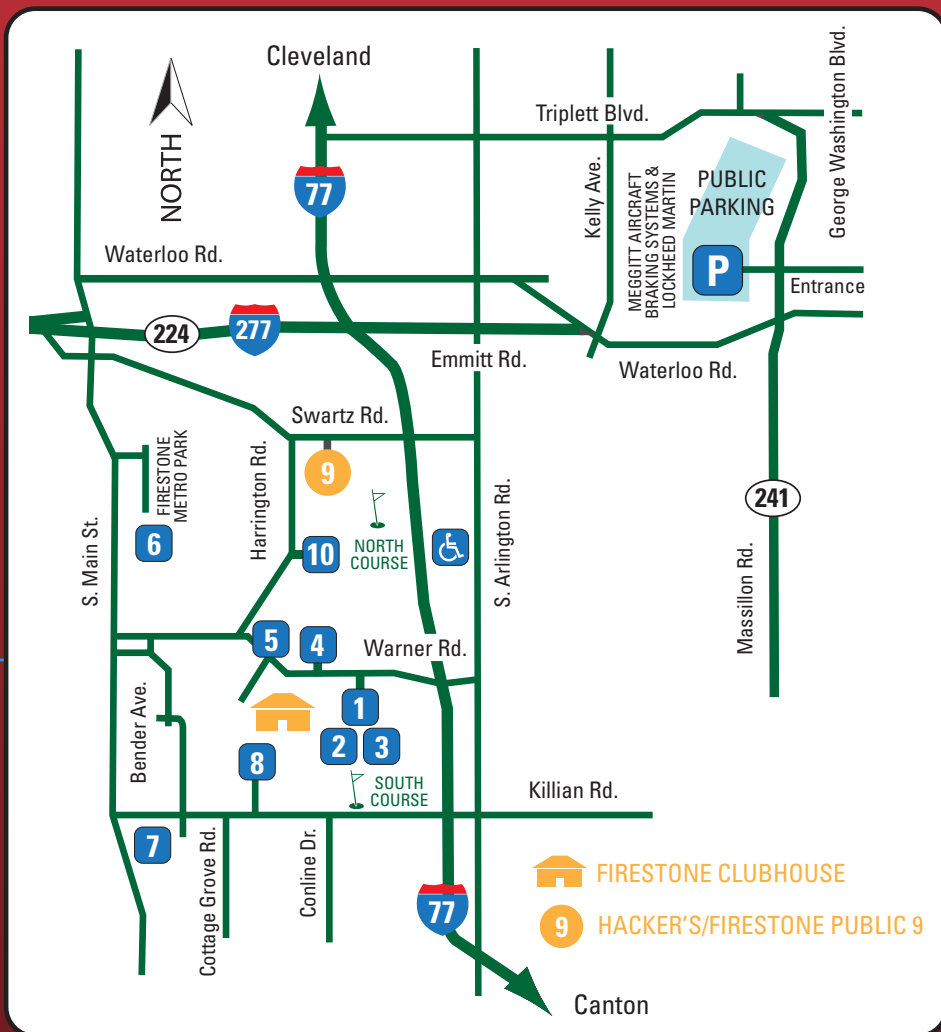 Cleveland
NORTH
77
Triplett Blvd.
George Washington Blvd.
Kelly Ave.
MEGGITT AIRCRAFT
BRAKING SYSTEMS &
LOCKHEED MARTIN
PUBLIC
PARKING
P
Entrance
Waterloo Rd.
224
277
Emmitt Rd.
Waterloo Rd.
Swartz Rd.
FIRESTONE
METRO PARK
Harrington Rd.
9
241
S. Main St.
6
10
NORTH
COURSE
S. Arlington Rd.
Massillon Rd.
5
4
Warner Rd.
Bender Ave.
1
2
3
8
SOUTH
COURSE
Killian Rd.
7
Cottage Grove Rd.
Conline Dr.
77
FIRESTONE CLUBHOUSE
9
HACKER'S/FIRESTONE PUBLIC 9
Canton